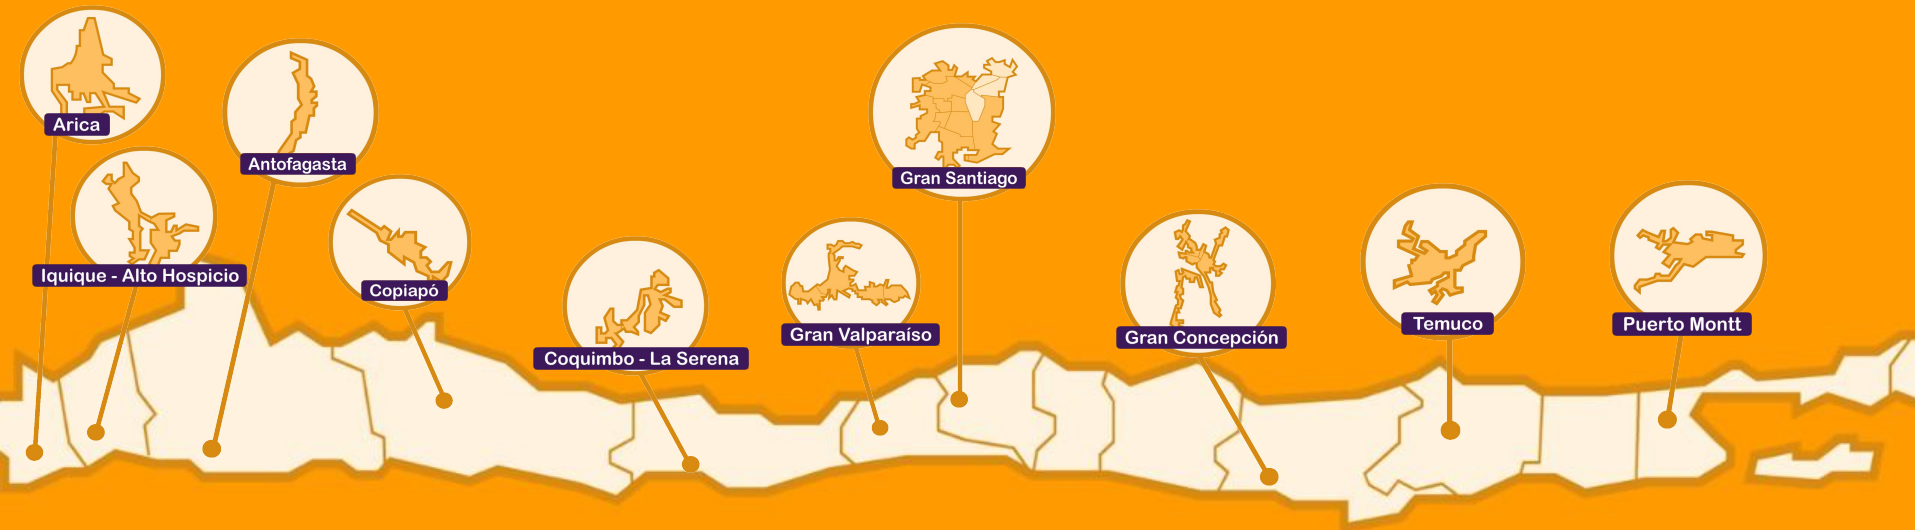 Arica
Iquique - Alto Hospicio
Antofagasta
Copiapó
Coquimbo - La Serena
Gran Valparaíso
Gran Santiago
Gran Concepción
Temuco
Puerto Montt